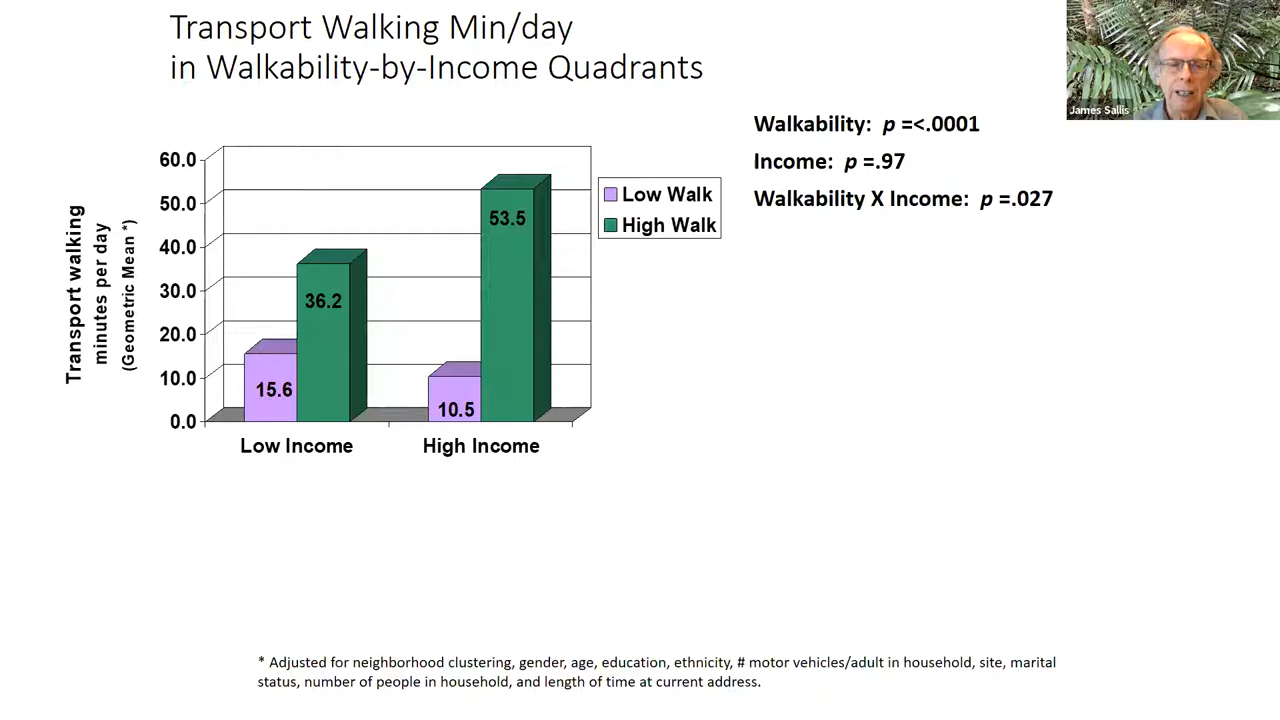 Transport Walking Min/day
in Walkability-by-Income Quadrants
James Sallis
Walkability: p =<.0001
Income: p =.97
Walkability X Income: p =.027
Transport walking
minutes per day
(Geometric Mean *)
60.0
50.0
40.0
30.0
20.0
10.0
0.0
15.6
36.2
10.5
53.5
Low Income
High Income
Low Walk
High Walk
* Adjusted for neighborhood clustering, gender, age, education, ethnicity, # motor vehicles/adult in household, site, marital
status, number of people in household, and length of time at current address.